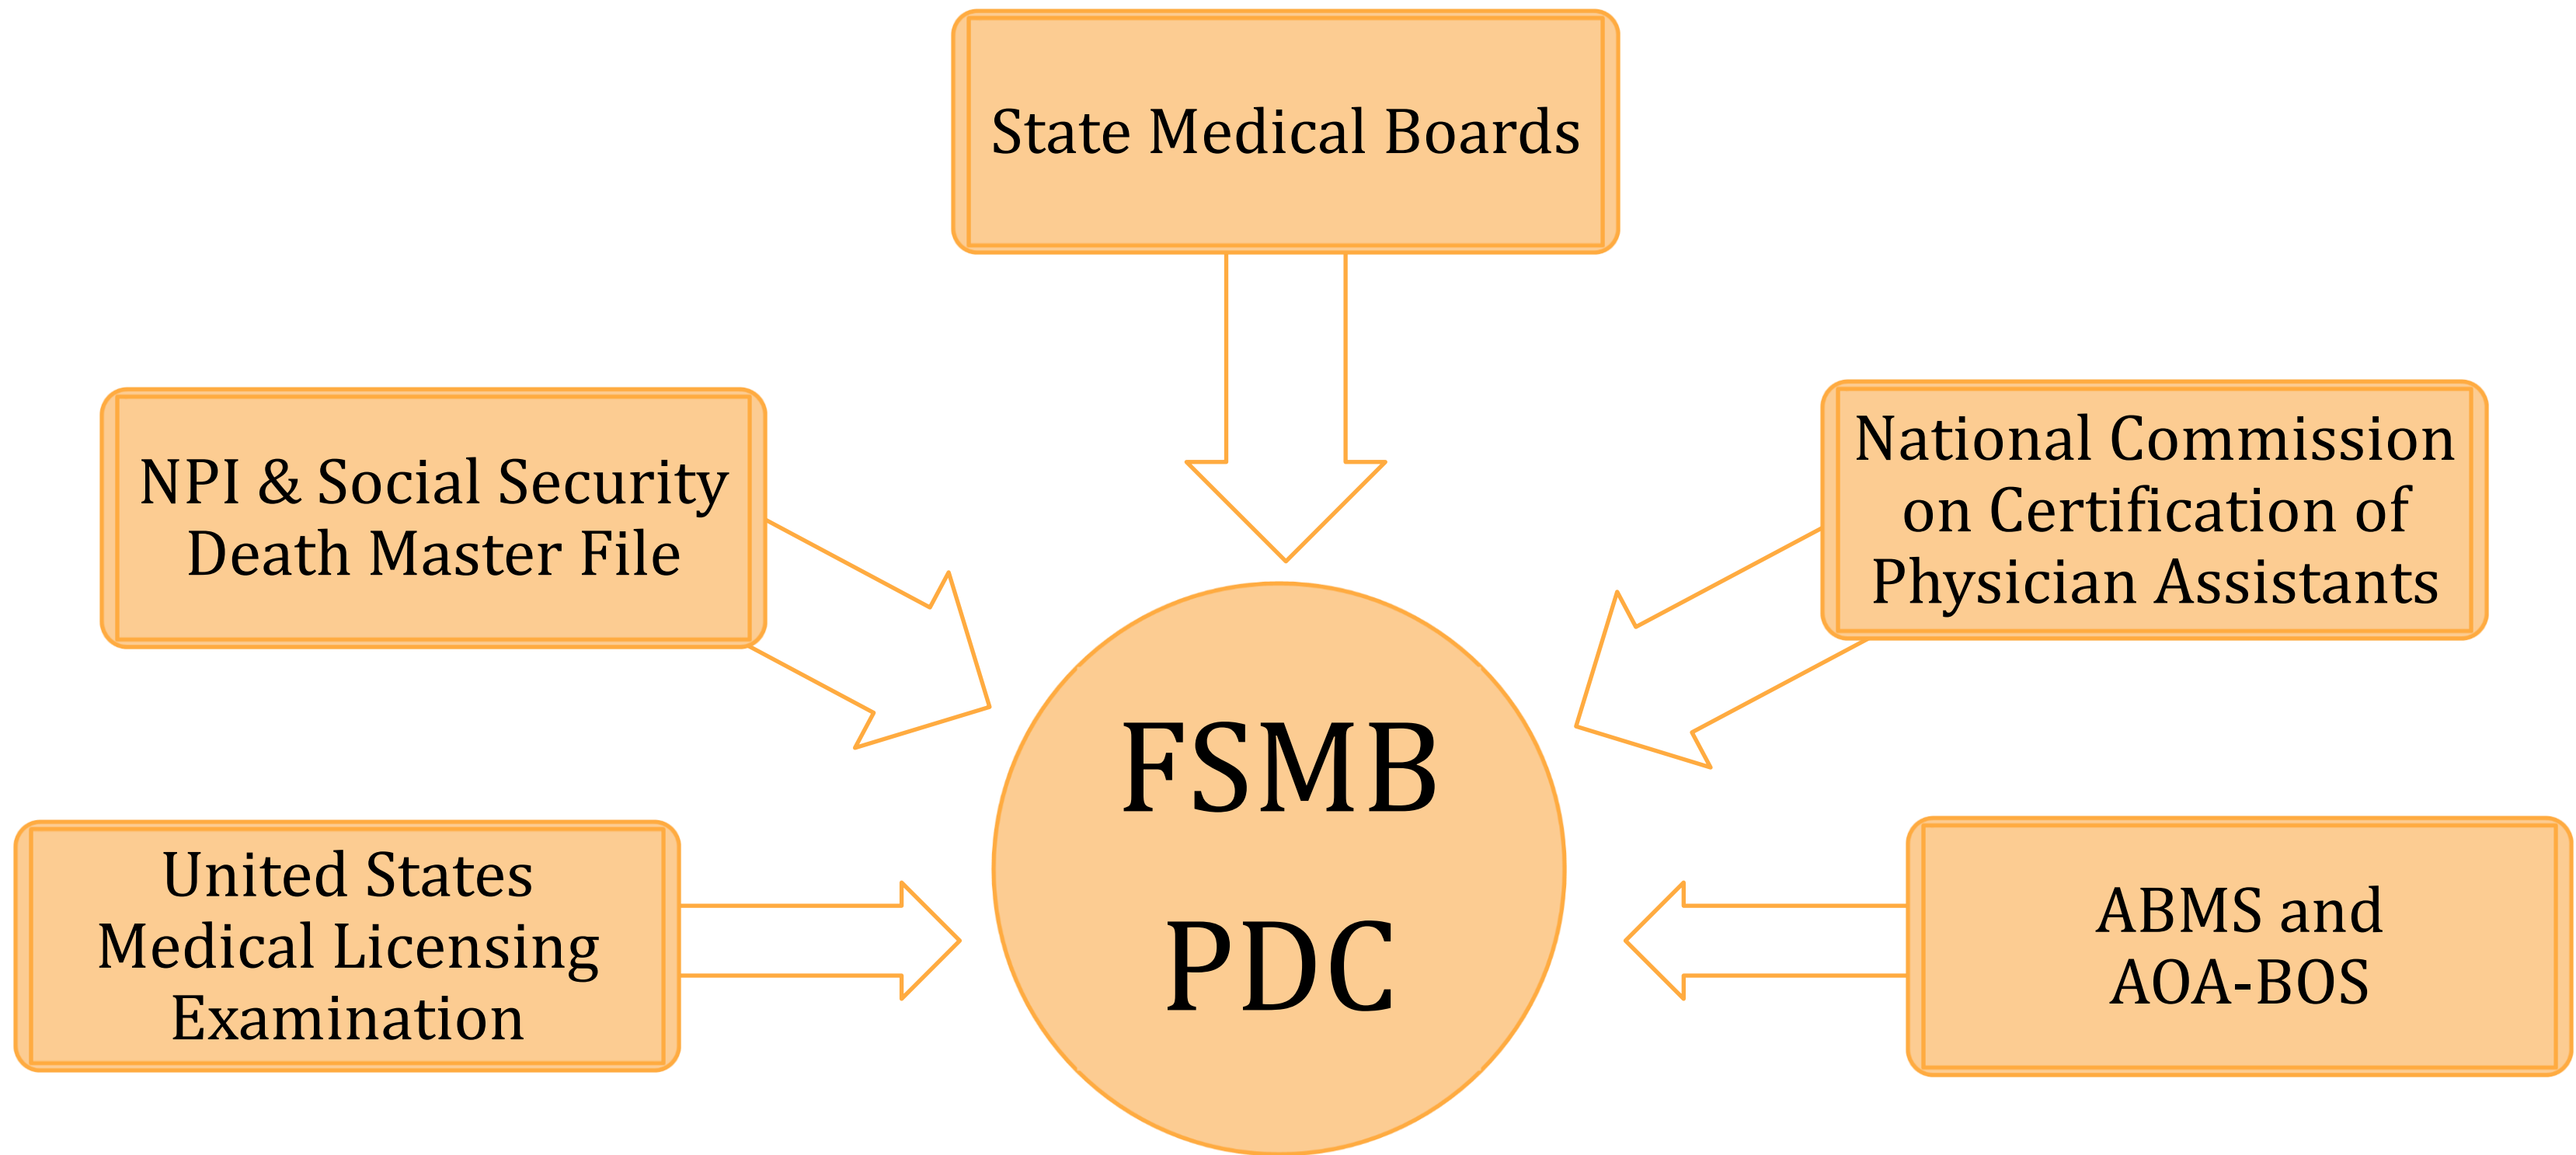 State Medical Boards
NPI & Social Security
Death Master File
National Commission
on Certification of
Physician Assistants
United States
Medical Licensing
Examination
FSMB
PDC
ABMS and
AOA-BOS